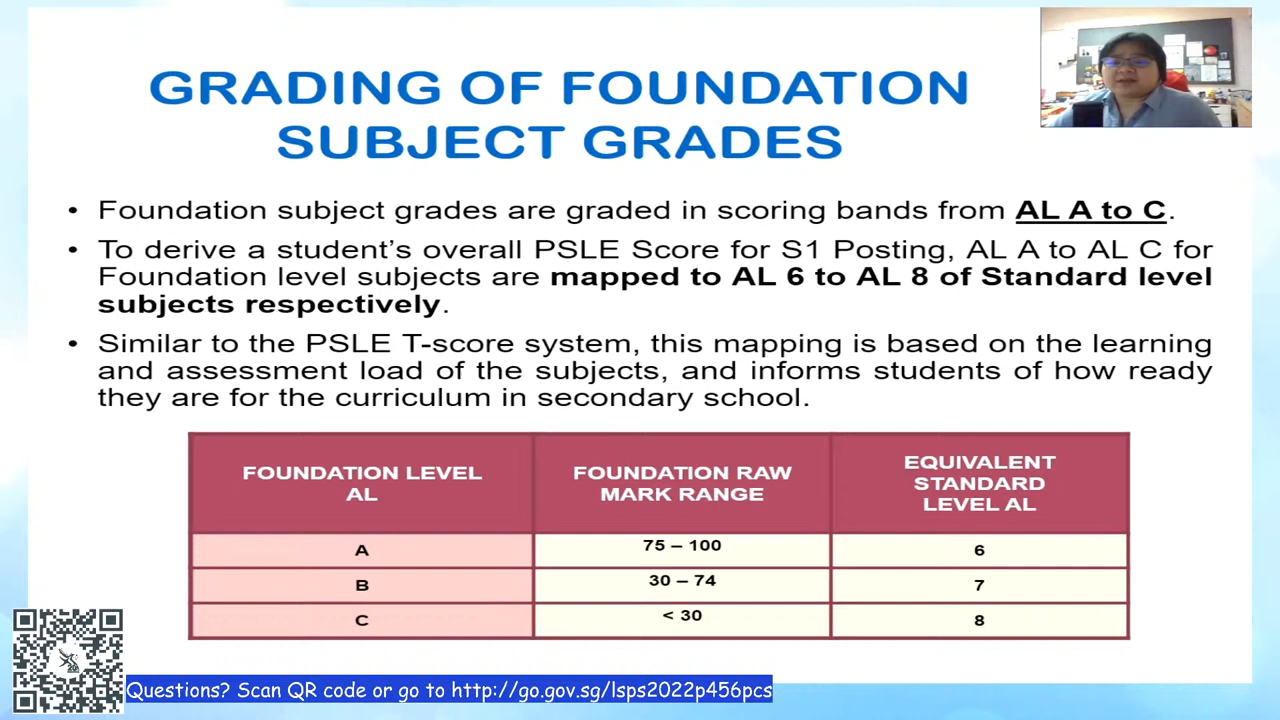 GRADING OF FOUNDATION
SUBJECT GRADES
• Foundation subject grades are graded in scoring bands from AL A to C.
• To derive a student’s overall PSLE Score for S1 Posting, AL A to AL C for
Foundation level subjects are mapped to AL 6 to AL 8 of Standard level
subjects respectively.
• Similar to the PSLE T-score system, this mapping is based on the learning
and assessment load of the subjects, and informs students of how ready
they are for the curriculum in secondary school.
FOUNDATION LEVEL
AL
FOUNDATION RAW
MARK RANGE
EQUIVALENT
STANDARD
LEVEL AL
A 75 – 100 6
B 30 – 74 7
C < 30 8
Questions? Scan QR code or go to http://go.gov.sg/lsps2022p456pcs